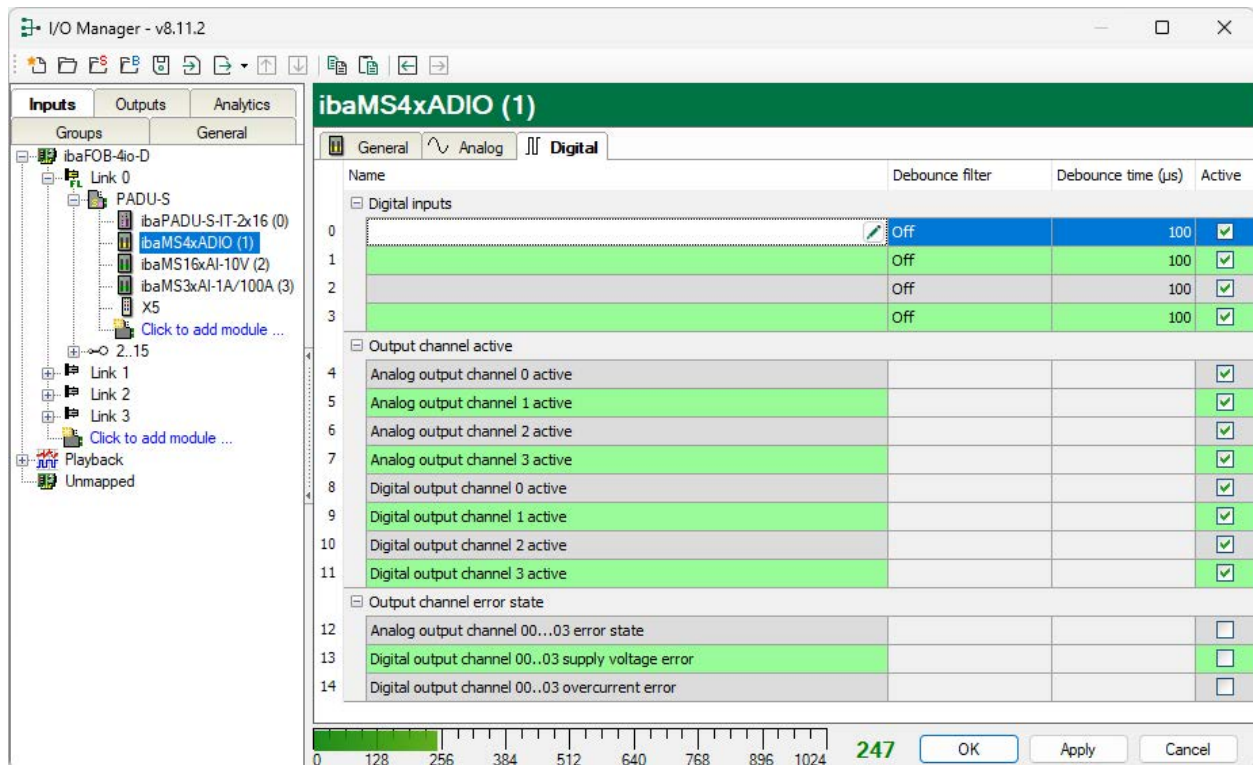 I/O Manager - v8.11.2
Inputs Outputs Analytics
Groups General
ibaFOB-4io-D
Link 0
PADU-S
ibaPADU-S-IT-2x16 (0)
ibaMS4xADIO (1)
ibaMS16xAI-10V (2)
ibaMS3xAI-1A/100A (3)
X5
Click to add module ...
2..15
Link 1
Link 2
Link 3
Click to add module ...
Playback
Unmapped
ibaMS4xADIO (1)
General Analog Digital
Name Debounce filter Debounce time (µs) Active
Digital inputs
0 Off 100
1 Off 100
2 Off 100
3 Off 100
Output channel active
4 Analog output channel 0 active
5 Analog output channel 1 active
6 Analog output channel 2 active
7 Analog output channel 3 active
8 Digital output channel 0 active
9 Digital output channel 1 active
10 Digital output channel 2 active
11 Digital output channel 3 active
Output channel error state
12 Analog output channel 00...03 error state
13 Digital output channel 00..03 supply voltage error
14 Digital output channel 00..03 overcurrent error
0 128 256 384 512 640 768 896 1024
247 OK Apply Cancel